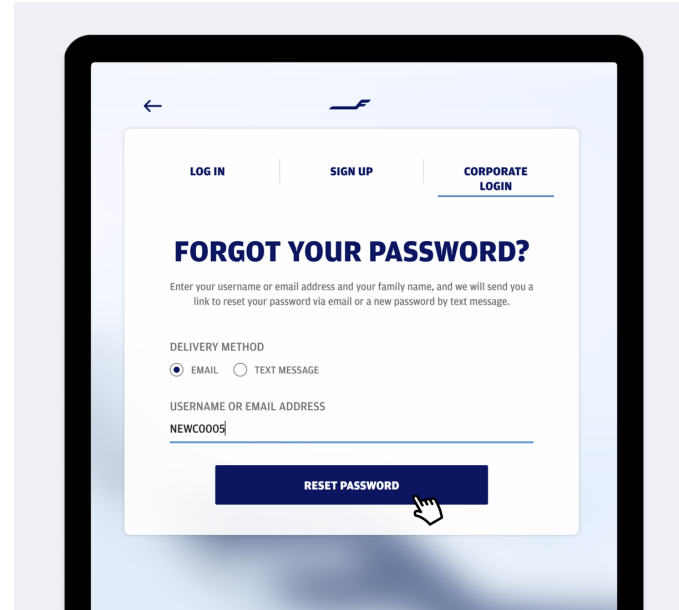 LOG IN
SIGN UP
CORPORATE
LOGIN
FORGOT YOUR PASSWORD?
Enter your username or email address and your family name, and we will send you a
link to reset your password via email or a new password by text message.
DELIVERY METHOD
EMAIL
TEXT MESSAGE
USERNAME OR EMAIL ADDRESS
NEWC0005
RESET PASSWORD